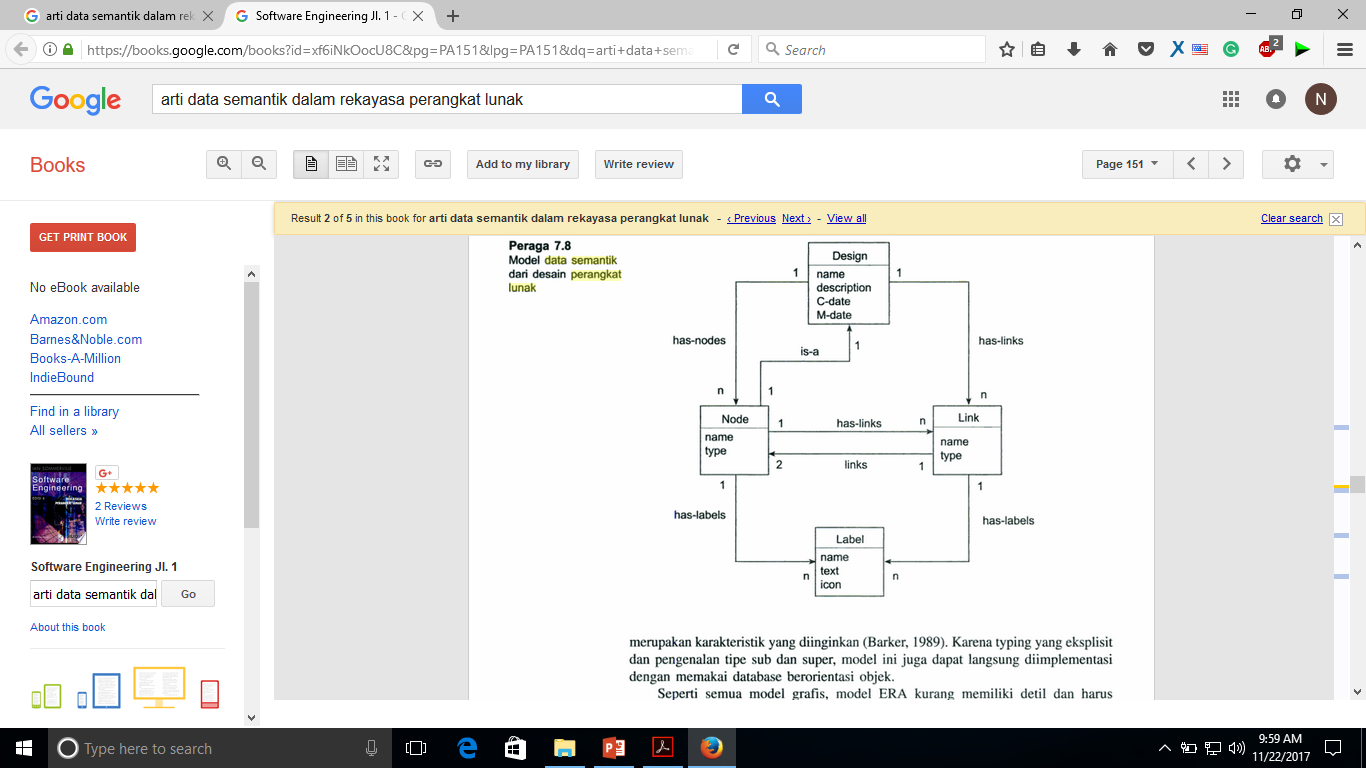 arti data semantik dalam rek
Software Engineering Jl. 1 - G
https://books.google.com/books?id=xf6iNkOocU8C&pg=PA151&lpg=PA151&dq=arti+data+sema
Search
ABP
2
Google
arti data semantik dalam rekayasa perangkat lunak
N
Books
Add to my library
Write review
Page 151
Result 2 of 5 in this book for arti data semantik dalam rekayasa perangkat lunak - ‹ Previous Next › - View all
Clear search
GET PRINT BOOK
No eBook available
Amazon.com
Barnes&Noble.com
Books-A-Million
IndieBound
Find in a library
All sellers »
IAN SOMMERVILLE
Software
Engineering
G+
2 Reviews
Write review
Software Engineering Jl. 1
arti data semantik dal
Go
About this book
Peraga 7.8
Model data semantik
dari desain perangkat
lunak
Design
name
description
C-date
M-date
1
1
has-nodes
is-a
1
has-links
n
1
n
Node
name
type
1
has-links
n
Link
name
type
2
links
1
1
1
has-labels
has-labels
Label
name
text
icon
n
n
merupakan karakteristik yang diinginkan (Barker, 1989). Karena typing yang eksplisit
dan pengenalan tipe sub dan super, model ini juga dapat langsung diimplementasi
dengan memakai database berorientasi objek.
Seperti semua model grafis, model ERA kurang memiliki detil dan harus
Type here to search
9:59 AM
11/22/2017